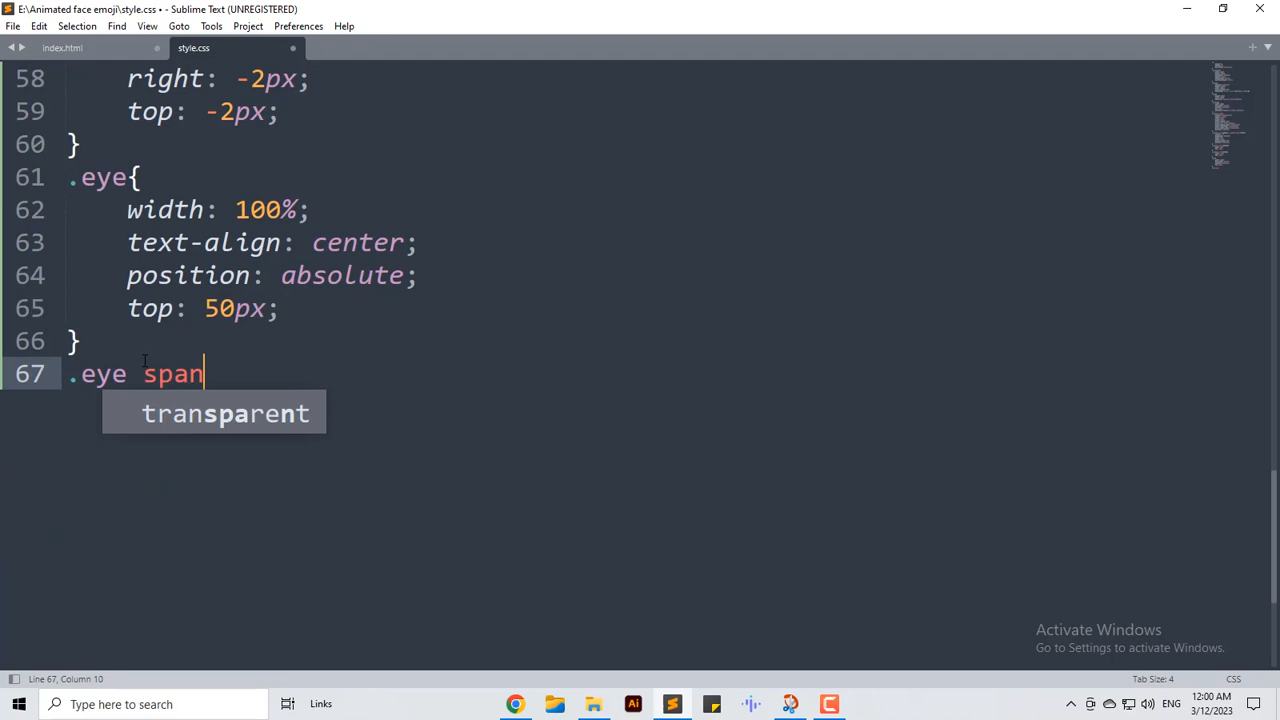 E:\Animated face emoji\style.css • - Sublime Text (UNREGISTERED)
File Edit Selection Find View Goto Tools Project Preferences Help
index.html style.css
58 right: -2px;
59 top: -2px;
60 }
61 .eye{
62 width: 100%;
63 text-align: center;
64 position: absolute;
65 top: 50px;
66 }
67 .eye span
transparent
Activate Windows
Go to Settings to activate Windows.
Line 67, Column 10 Tab Size: 4 CSS
Type here to search Links Ai ENG 12:00 AM
3/12/2023